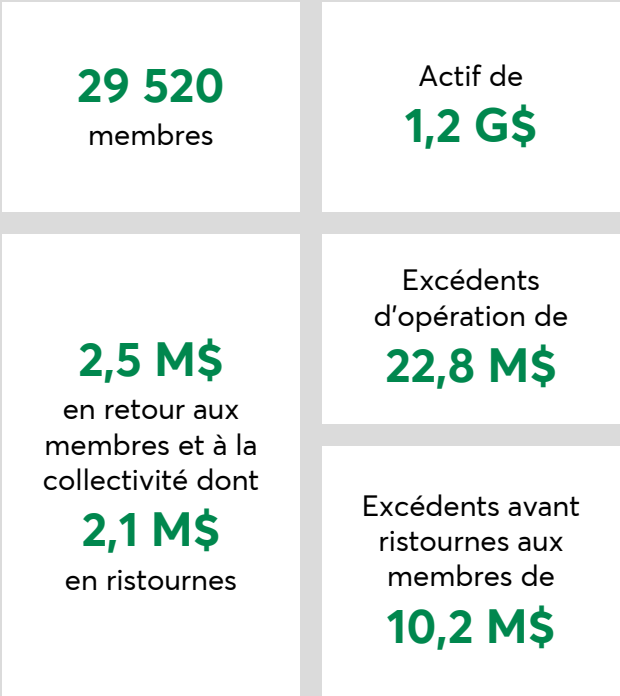 29 520
membres
Actif de
1,2 G$
2,5 M$
en retour aux
membres et à la
collectivité dont
2,1 M$
en ristournes
Excédents
d'opération de
22,8 M$
Excédents avant
ristournes aux
membres de
10,2 M$